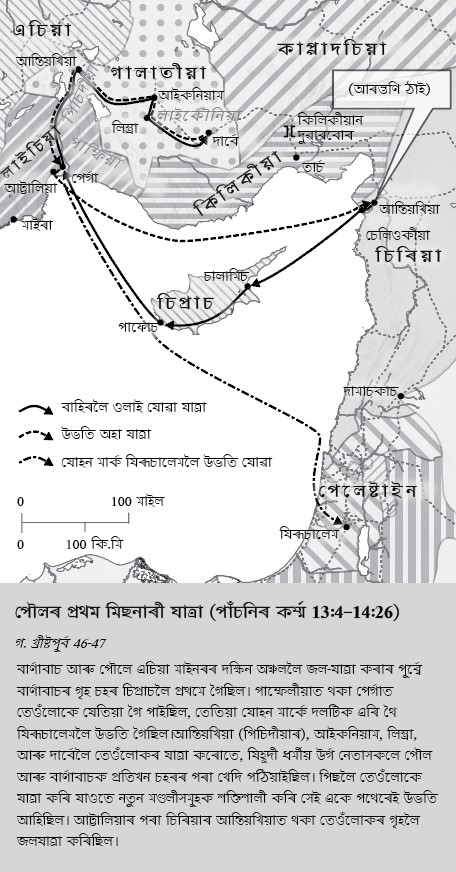 এচিয়া
আন্তিয়খিয়া
গালাতীয়া
কাপ্পাদচিয়া
(আৰম্ভণি ঠাই)
আইকনিয়াম
লাইকোনিয়া
লিস্ত্রা
দাৰ্বে
কিলিকীয়ান
দুৱাৰবোৰ
লাইচিয়া
পাম্ফিয়া
পেৰ্গা
আট্টালিয়া
কিলিকীয়া
তাৰ্চ
মাইৰা
আন্তিয়খিয়া
চেলিওকীয়া
চিৰিয়া
চালামিচ
চিপ্ৰাচ
পাফোচ
দামাচকাচ
বাহিৰলৈ ওলাই যোৱা যাত্ৰা
উভতি অহা যাত্ৰা
যোহন মাৰ্ক যিৰূচালেমলৈ উভতি যোৱা
পেলেষ্টাইন
0 100 মাইল
0 100 কি.মি
যিৰূচালেম
পৌলৰ প্ৰথম মিছনাৰী যাত্ৰা (পাঁচনিৰ কৰ্ম্ম 13:4–14:26)
গ. খ্ৰীষ্টপূৰ্ব 46-47
বাৰ্ণাবাচ আৰু পৌলে এচিয়া মাইনৰৰ দক্ষিন অঞ্চললৈ জল-যাত্ৰা কৰাৰ পূৰ্ব্বে
বাৰ্ণাবাচৰ গৃহ চহৰ চিপ্ৰাচলৈ প্ৰথমে গৈছিল। পাম্ফেলীয়াত থকা পেৰ্গাত
তেওঁলোকে যেতিয়া গৈ পাইছিল, তেতিয়া যোহন মাৰ্কে দলটিক এৰি থৈ
যিৰূচালেমলৈ উভতি গৈছিল।আন্তিয়খিয়া (পিচিদীয়াৰ), আইকনিয়াম, লিস্ত্রা,
আৰু দাৰ্বেলৈ তেওঁলোকৰ যাত্ৰা কৰোতে, যিহূদী ধৰ্মীয় উৰ্গ নেতাসকলে পৌল
আৰু বাৰ্ণাবাচক প্ৰতিখন চহৰৰ পৰা খেদি পঠিয়াইছিল। পিছলৈ তেওঁলোকে
যাত্ৰা কৰি যাওতে নতুন মণ্ডলীসমূহক শক্তিশালী কৰি সেই একে পথেৰেই উভতি
আহিছিল। আট্টালিয়াৰ পৰা চিৰিয়াৰ আন্তিয়খিয়াত থকা তেওঁলোকৰ গৃহলৈ
জলযাত্ৰা কৰিছিল।